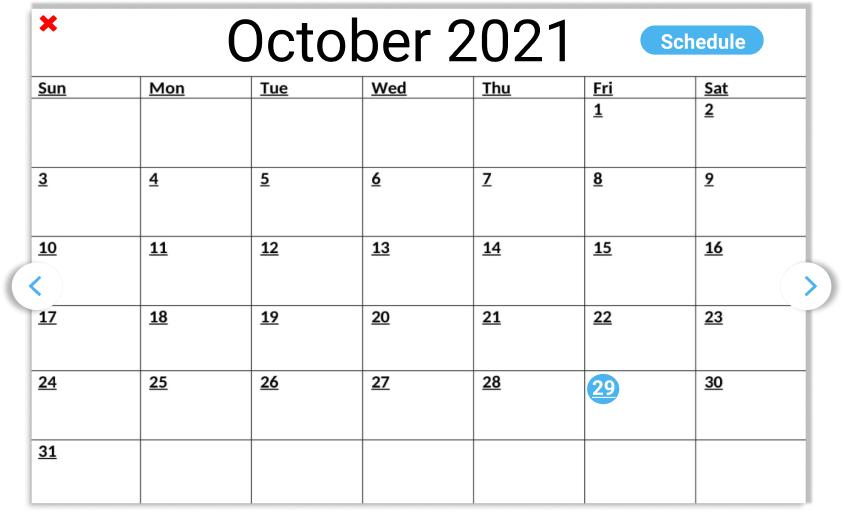 October 2021
Schedule
Sun Mon Tue Wed Thu Fri Sat
1 2
3 4 5 6 7 8 9
10 11 12 13 14 15 16
17 18 19 20 21 22 23
24 25 26 27 28 29 30
31